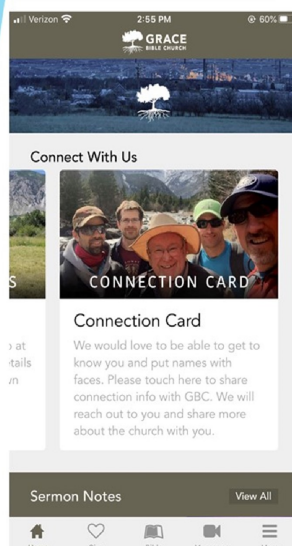 Verizon 2:55 PM 60%
GRACE
BIBLE CHURCH
Connect With Us
S
CONNECTION CARD
Connection Card
We would love to be able to get to
know you and put names with
faces. Please touch here to share
connection info with GBC. We will
reach out to you and share more
about the church with you.
at
tails
wn
Sermon Notes View All